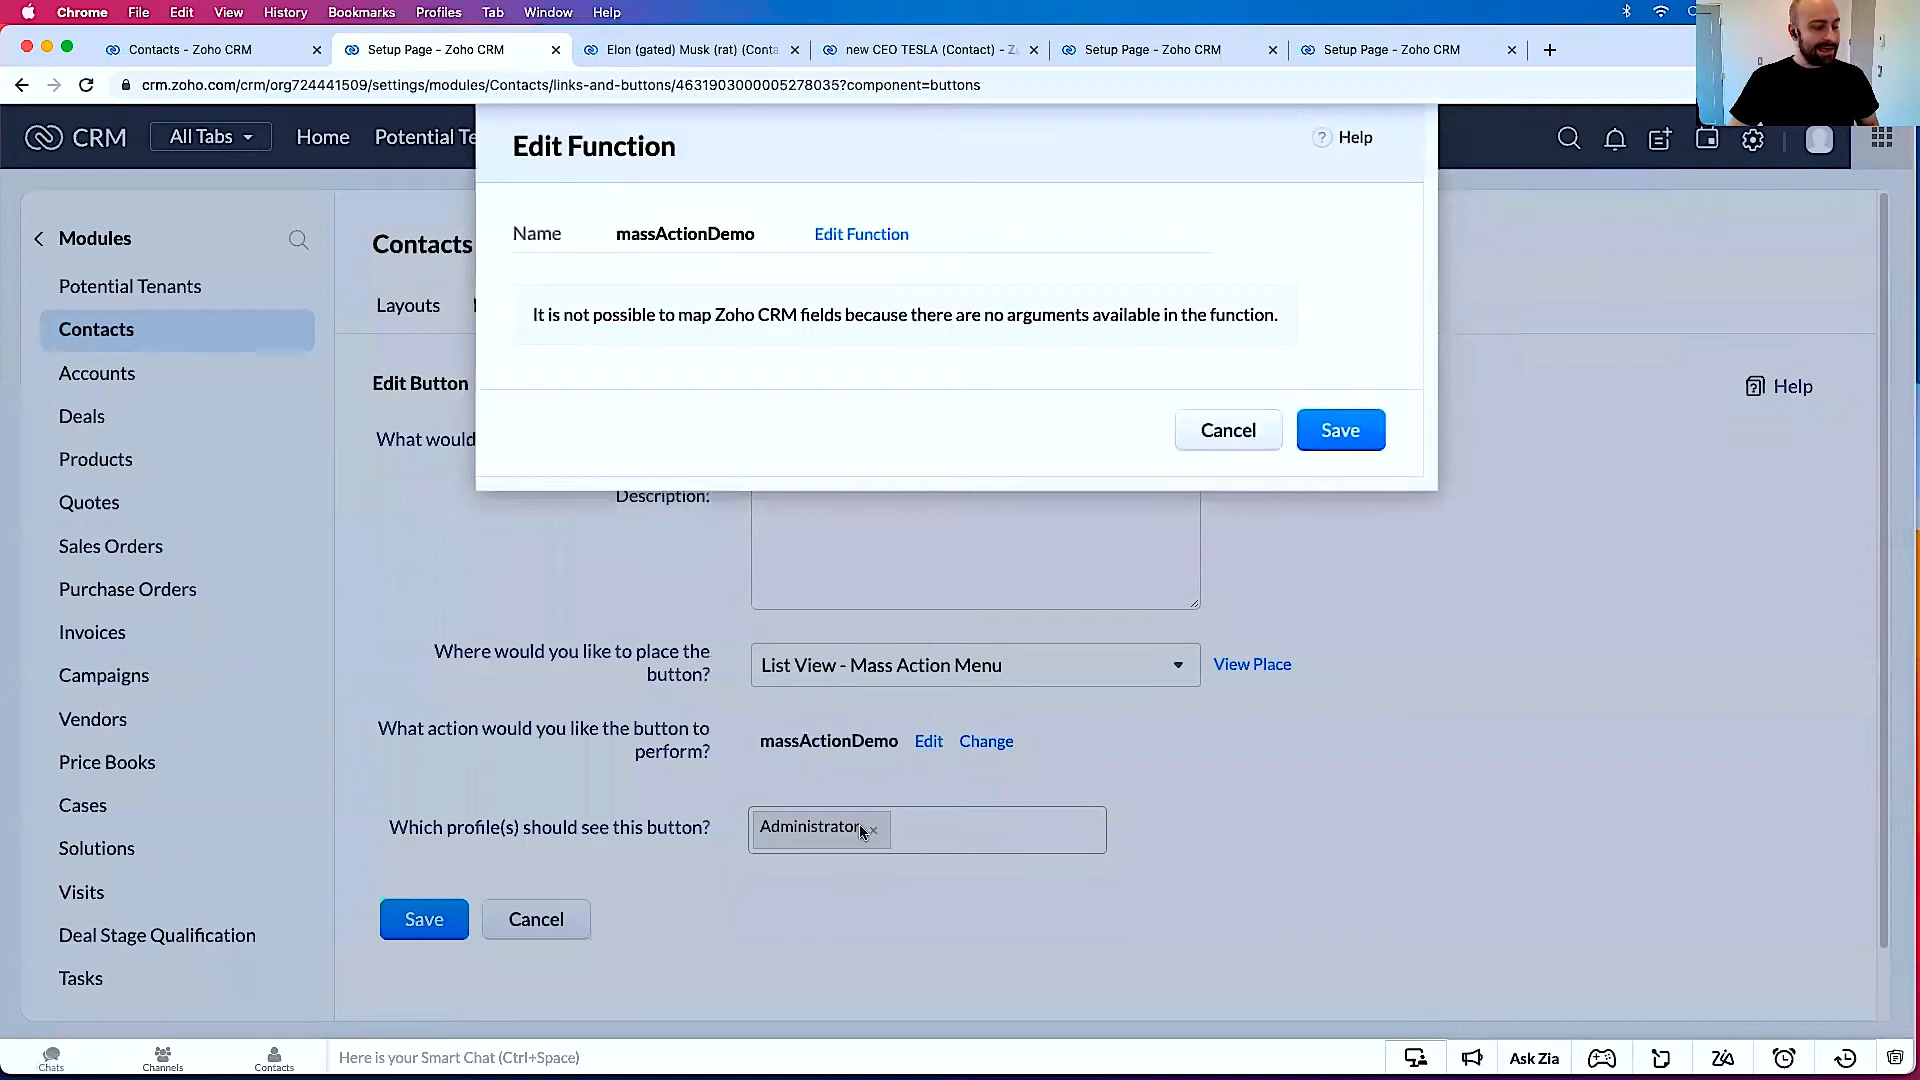 Chrome File Edit View History Bookmarks Profiles Tab Window Help
Contacts - Zoho CRM
Setup Page - Zoho CRM
Elon (gated) Musk (rat) (Conta
new CEO TESLA (Contact) - Z
Setup Page - Zoho CRM
Setup Page - Zoho CRM
crm.zoho.com/crm/org724441509/settings/modules/Contacts/links-and-buttons/4631903000005278035?component=buttons
CRM All Tabs Home Potential Te
Edit Function
Help
Name massActionDemo Edit Function
It is not possible to map Zoho CRM fields because there are no arguments available in the function.
Cancel Save
Modules
Potential Tenants
Contacts
Accounts
Deals
Products
Quotes
Sales Orders
Purchase Orders
Invoices
Campaigns
Vendors
Price Books
Cases
Solutions
Visits
Deal Stage Qualification
Tasks
Contacts
Layouts
Edit Button
Help
What would
Description:
Where would you like to place the
button?
List View - Mass Action Menu
View Place
What action would you like the button to
perform?
massActionDemo Edit Change
Which profile(s) should see this button?
Administrator
Save Cancel
Chats
Channels
Contacts
Here is your Smart Chat (Ctrl+Space)
Ask Zia